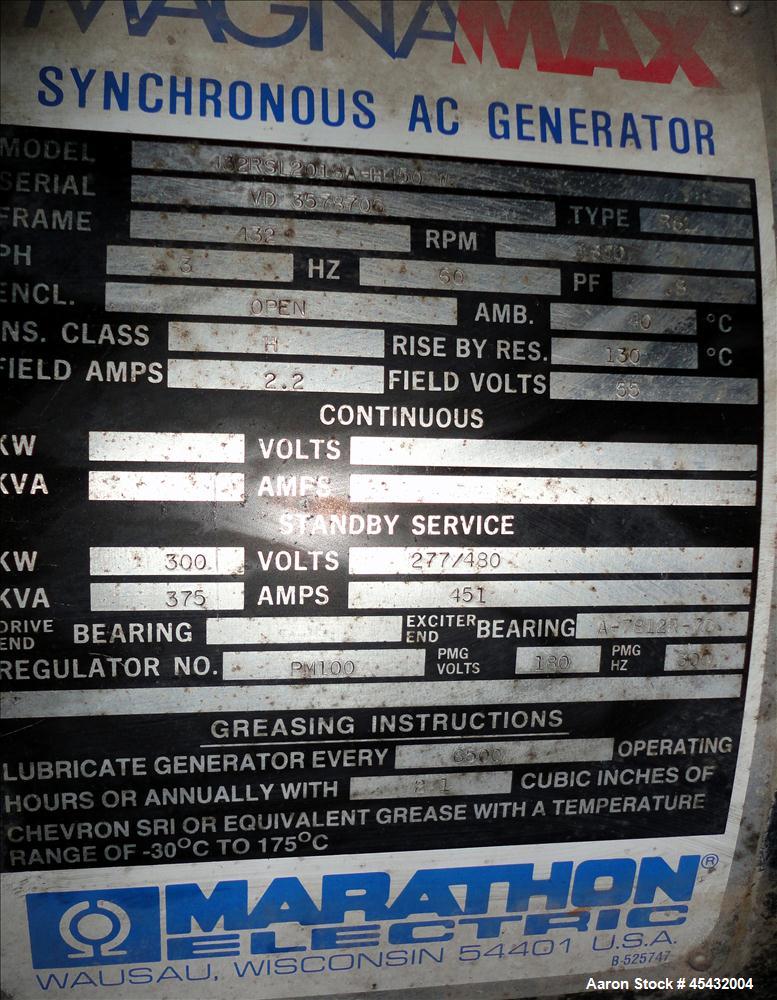 MAGNAMAX
SYNCHRONOUS AC GENERATOR
MODEL
SERIAL VD TYPE
FRAME 432 RPM
PH 3 HZ 60 PF .8
ENCL. OPEN AMB. 40 °C
INS. CLASS H RISE BY RES. 130 °C
FIELD AMPS 2.2 FIELD VOLTS 55
CONTINUOUS
KW VOLTS
KVA AMPS
STANDBY SERVICE
KW 300 VOLTS 277/480
KVA 375 AMPS 451
DRIVE END BEARING EXCITER END BEARING
REGULATOR NO. PM100 PMG VOLTS 180 PMG HZ 300
GREASING INSTRUCTIONS
LUBRICATE GENERATOR EVERY 6500 OPERATING
HOURS OR ANNUALLY WITH CUBIC INCHES OF
CHEVRON SRI OR EQUIVALENT GREASE WITH A TEMPERATURE
RANGE OF -30°C TO 175°C
MARATHON®
ELECTRIC
WAUSAU, WISCONSIN 54401 U.S.A.
B-525747
Aaron Stock # 45432004